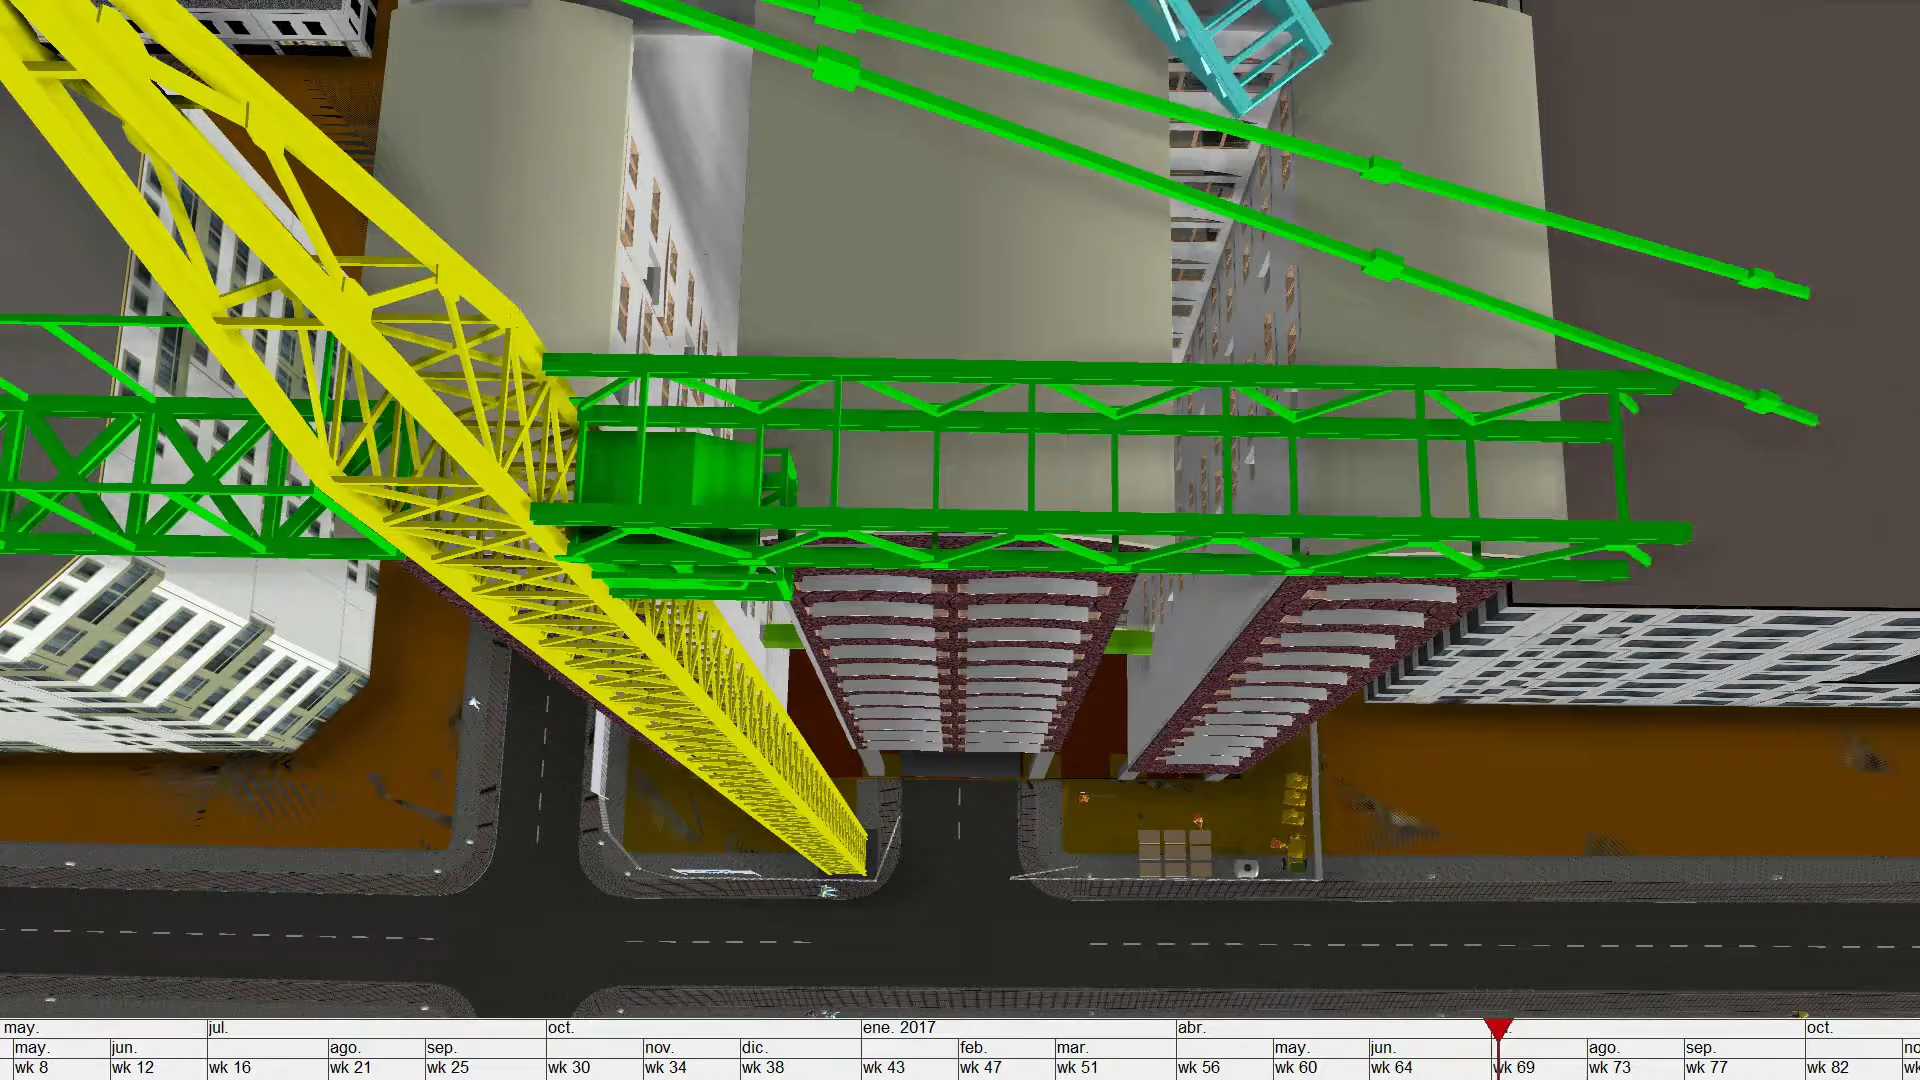 may. jul. oct. ene. 2017 abr. oct.
may. jun. ago. sep. nov. dic. feb. mar. may. jun. ago. sep.
wk 8 wk 12 wk 16 wk 21 wk 25 wk 30 wk 34 wk 38 wk 43 wk 47 wk 51 wk 56 wk 60 wk 64 wk 69 wk 73 wk 77 wk 82